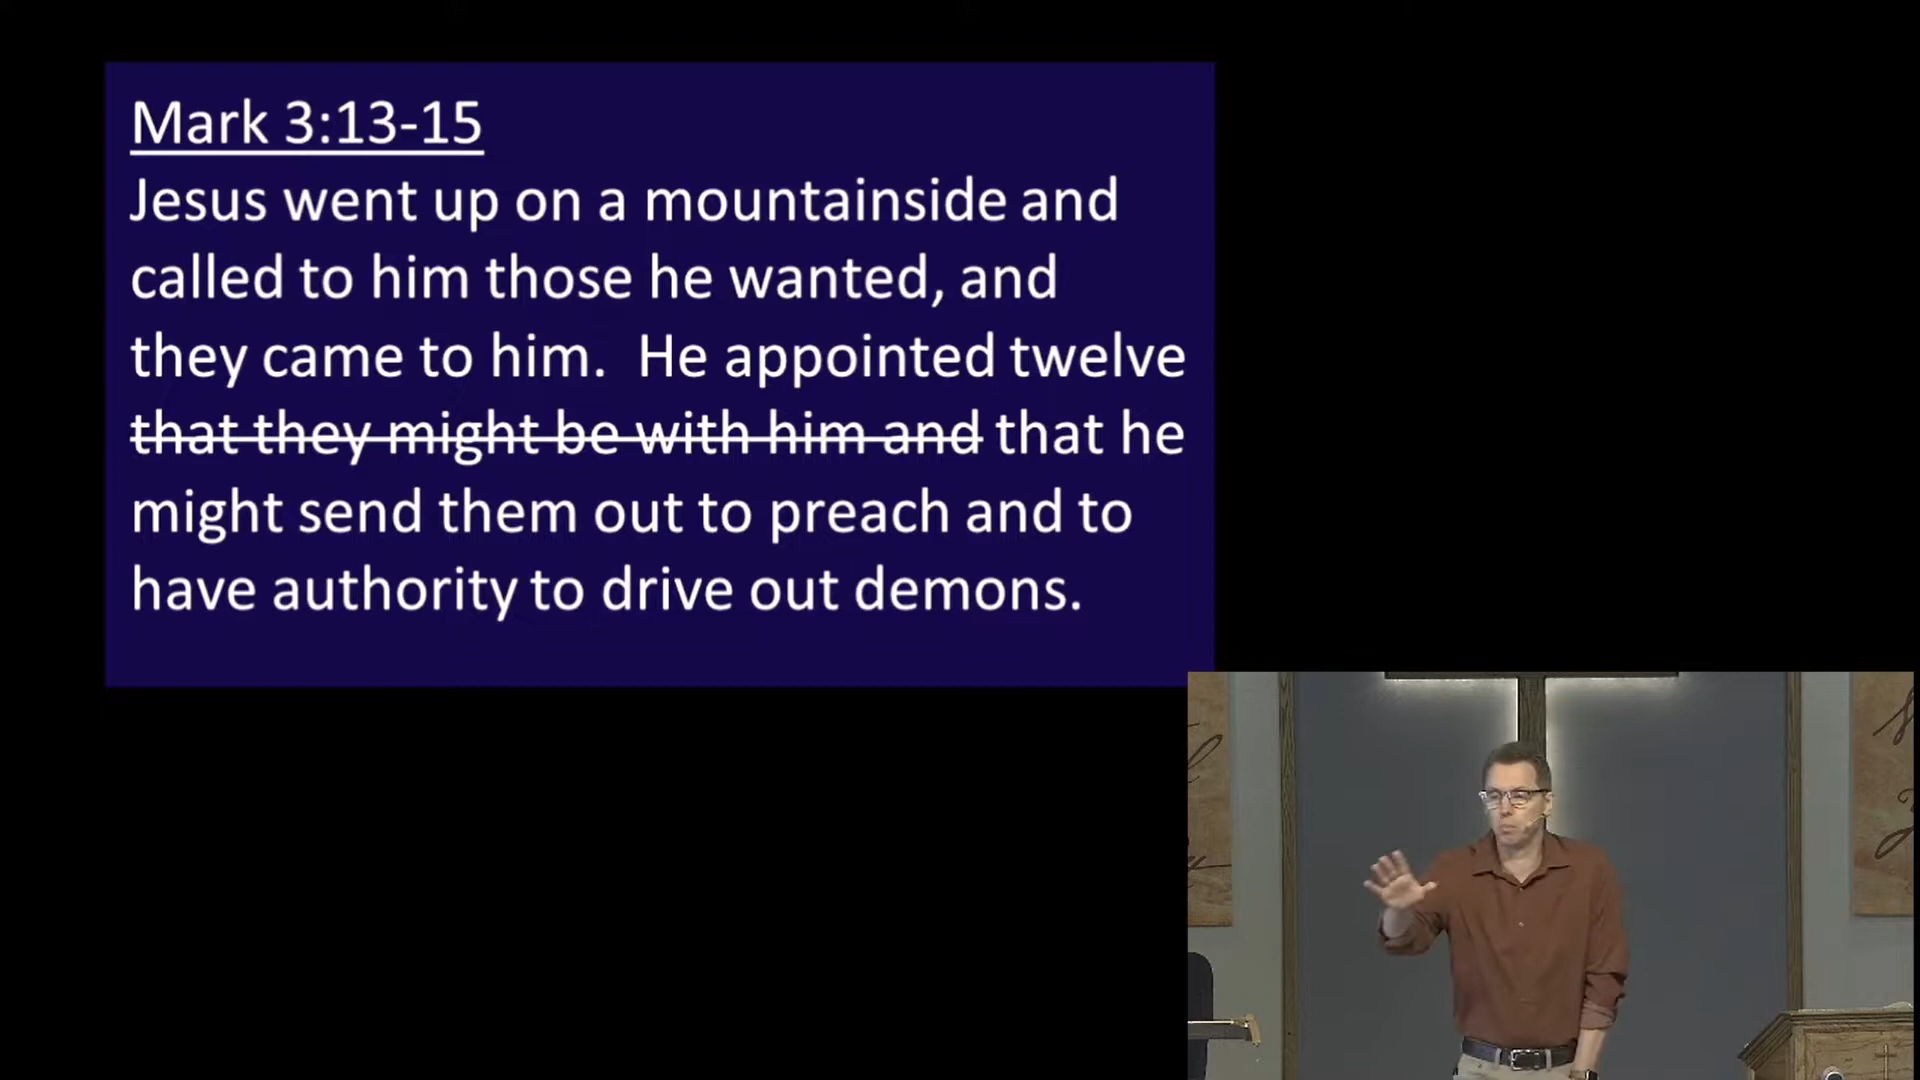 Mark 3:13-15
Jesus went up on a mountainside and
called to him those he wanted, and
they came to him.  He appointed twelve
that they might be with him and that he
might send them out to preach and to
have authority to drive out demons.